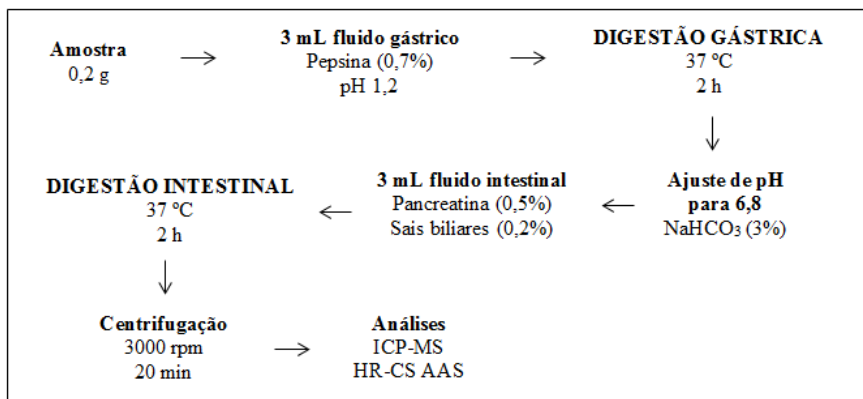 Amostra
0,2 g
3 mL fluido gástrico
Pepsina (0,7%)
pH 1,2
DIGESTÃO GÁSTRICA
37 ºC
2 h
Ajuste de pH
para 6,8
NaHCO3 (3%)
3 mL fluido intestinal
Pancreatina (0,5%)
Sais biliares (0,2%)
DIGESTÃO INTESTINAL
37 ºC
2 h
Centrifugação
3000 rpm
20 min
Análises
ICP-MS
HR-CS AAS